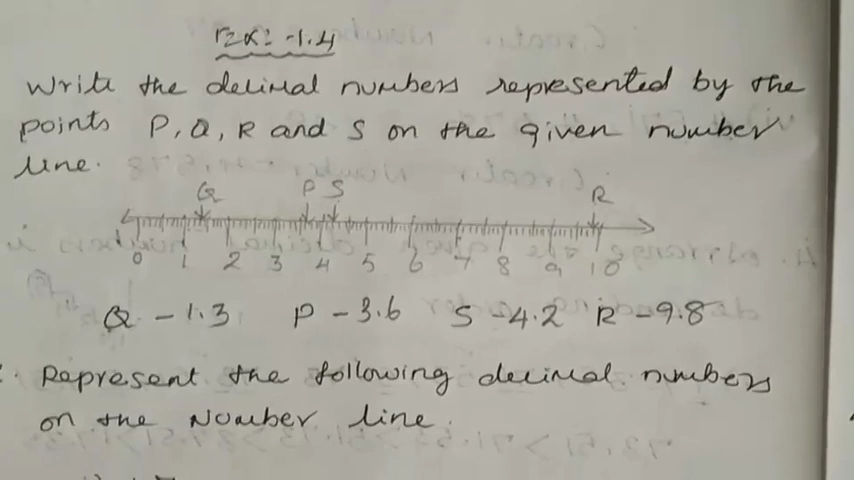 Ex: -1.4
Write the decimal numbers represented by the
points P, Q, R and S on the given number
line.
Q P S R
0 1 2 3 4 5 6 7 8 9 10
Q - 1.3 P - 3.6 S - 4.2 R - 9.8
Represent the following decimal numbers
on the Number line.